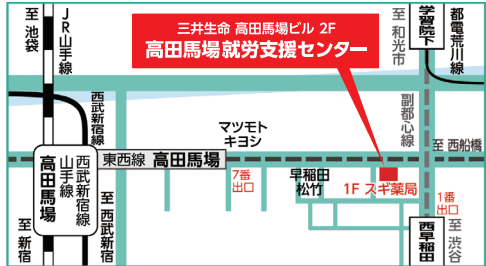 三井生命 高田馬場ビル 2F
高田馬場就労支援センター
至 池袋
JR山手線
西武新宿線
至 和光市
学習院下
都電荒川線
副都心線
マツモト
キヨシ
東西線 高田馬場
至 西船橋
西武新宿線
山手線
高田馬場
7番
出口
早稲田
松竹
1F スギ薬局
1番
出口
至 新宿
至 西武新宿
西早稲田
至 渋谷